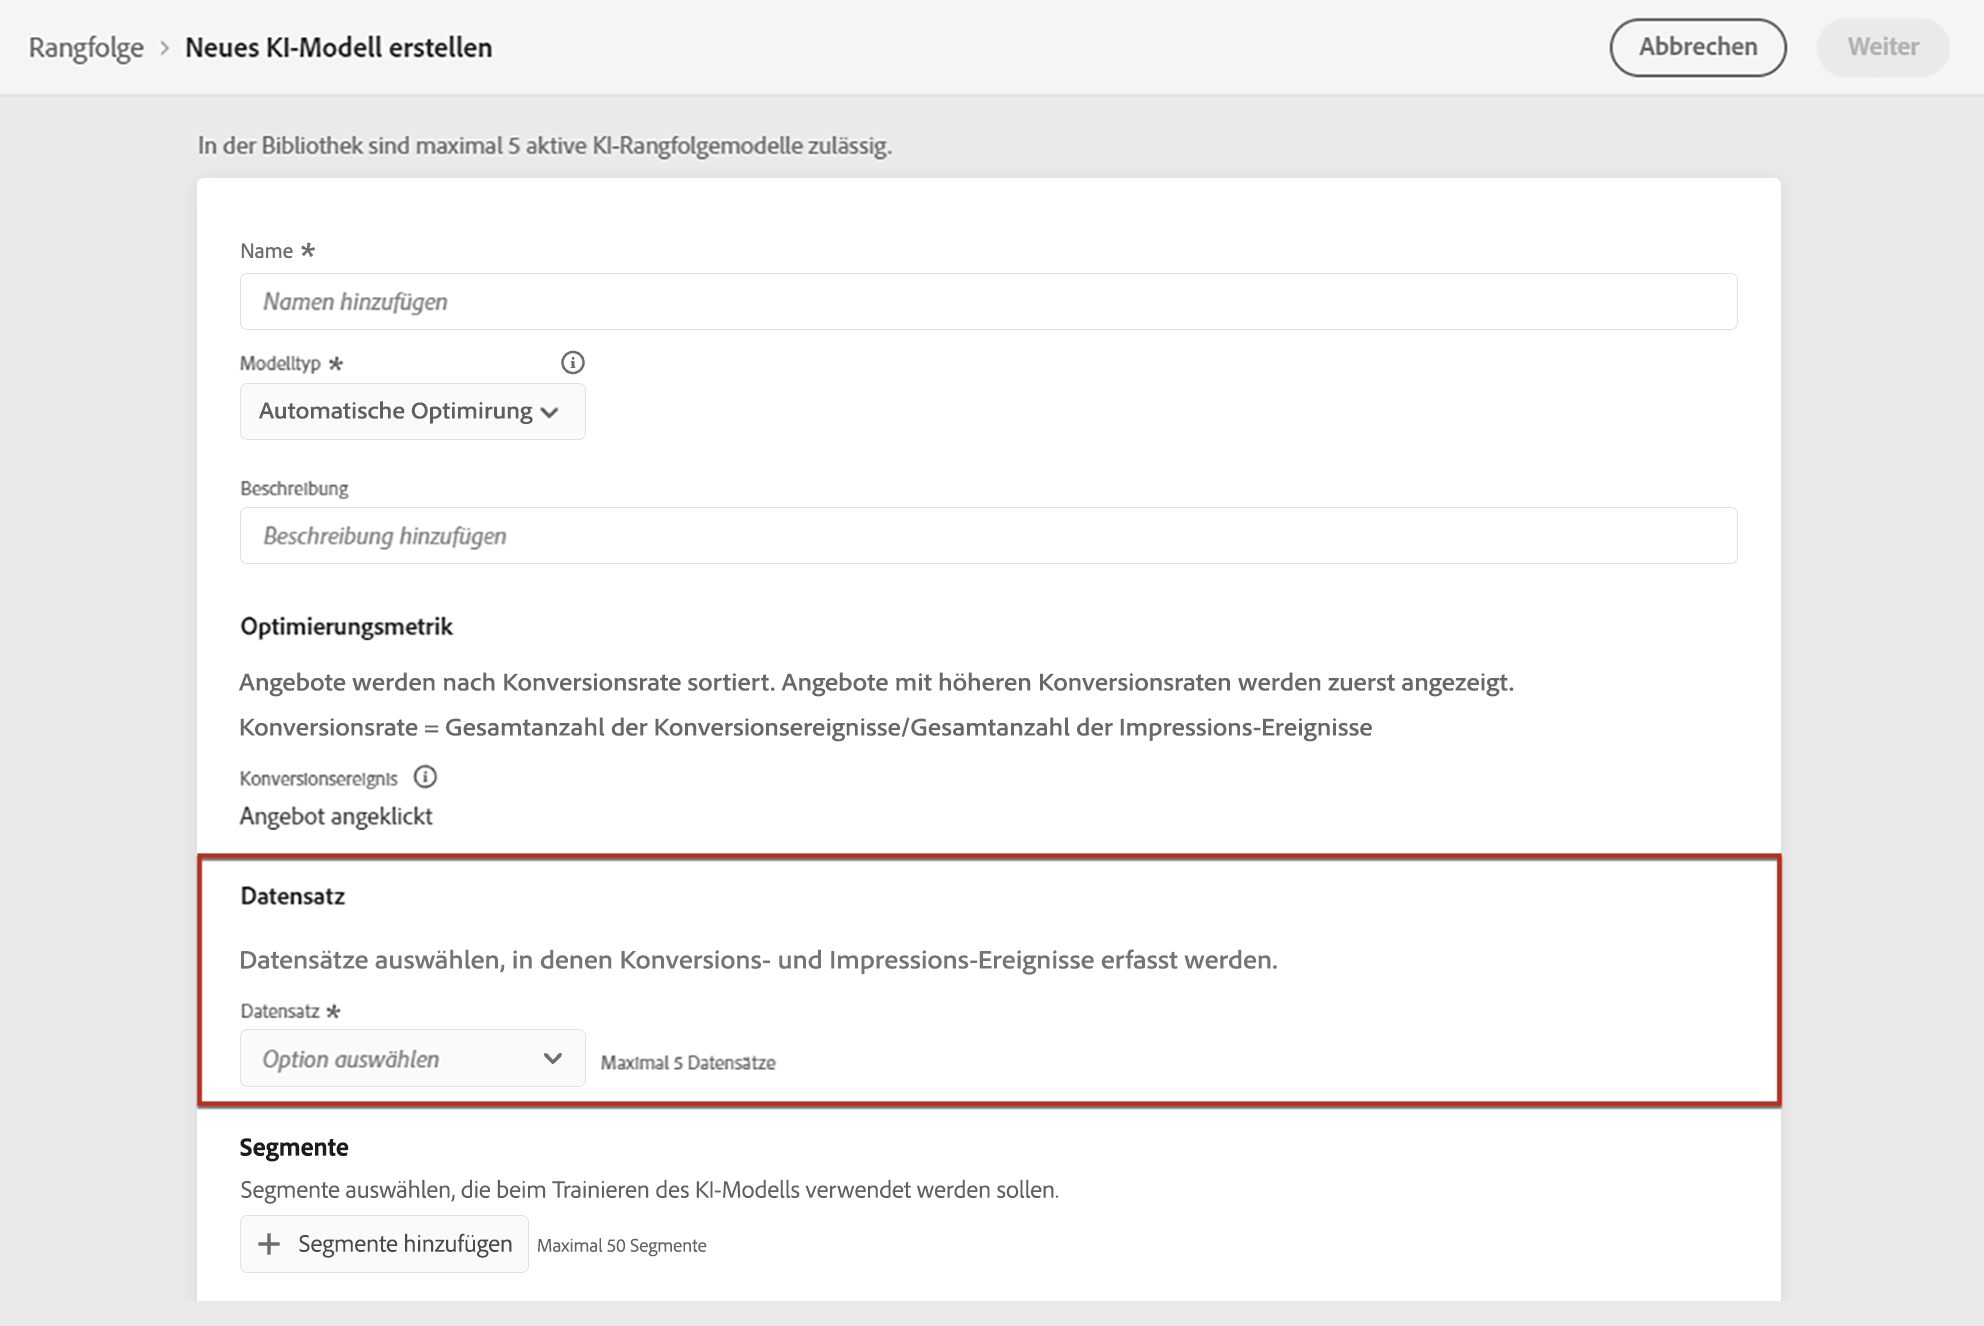 Rangfolge > Neues KI-Modell erstellen
Abbrechen
Weiter
In der Bibliothek sind maximal 5 aktive KI-Rangfolgemodelle zulässig.
Name *
Namen hinzufügen
Modelltyp *
Automatische Optimirung
Beschreibung
Beschreibung hinzufügen
Optimierungsmetrik
Angebote werden nach Konversionsrate sortiert. Angebote mit höheren Konversionsraten werden zuerst angezeigt.
Konversionsrate = Gesamtanzahl der Konversionsereignisse/Gesamtanzahl der Impressions-Ereignisse
Konversionsereignis
Angebot angeklickt
Datensatz
Datensätze auswählen, in denen Konversions- und Impressions-Ereignisse erfasst werden.
Datensatz *
Option auswählen
Maximal 5 Datensätze
Segmente
Segmente auswählen, die beim Trainieren des KI-Modells verwendet werden sollen.
+ Segmente hinzufügen
Maximal 50 Segmente